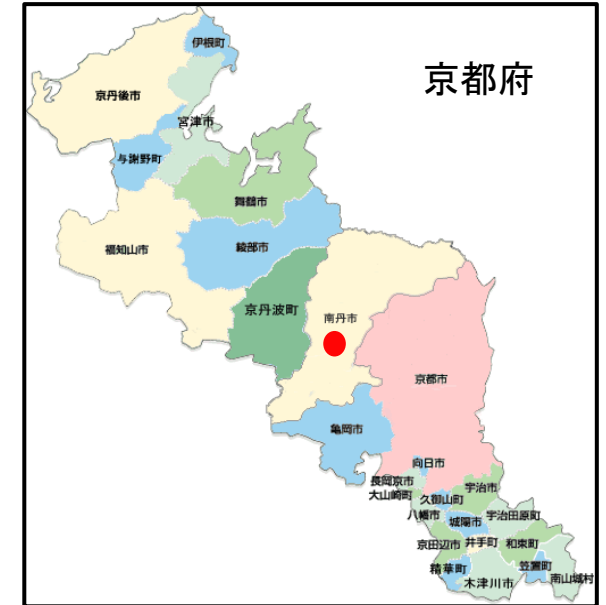 伊根町
京都府
京丹後市
宮津市
与謝野町
舞鶴市
福知山市
綾部市
京丹波町
南丹市
京都市
亀岡市
向日市
長岡京市
大山崎町
宇治市
久御山町
八幡市
城陽市
宇治田原町
京田辺市
井手町
和束町
精華町
笠置町
木津川市
南山城村